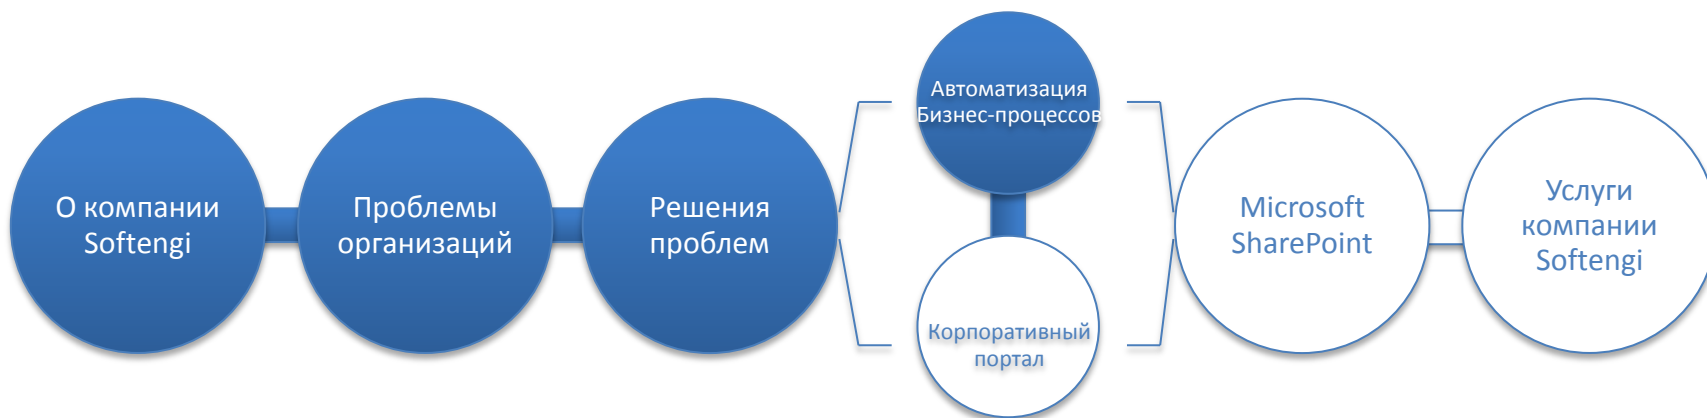 О компании
Softengi
Проблемы
организаций
Решения
проблем
Автоматизация
Бизнес-процессов
Корпоративный
портал
Microsoft
SharePoint
Услуги
компании
Softengi